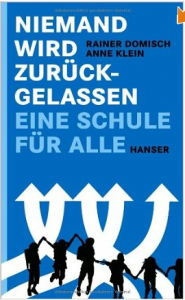 NIEMAND
WIRD RAINER DOMISCH
ANNE KLEIN
ZURÜCK-
GELASSEN
EINE SCHULE
FÜR ALLE HANSER